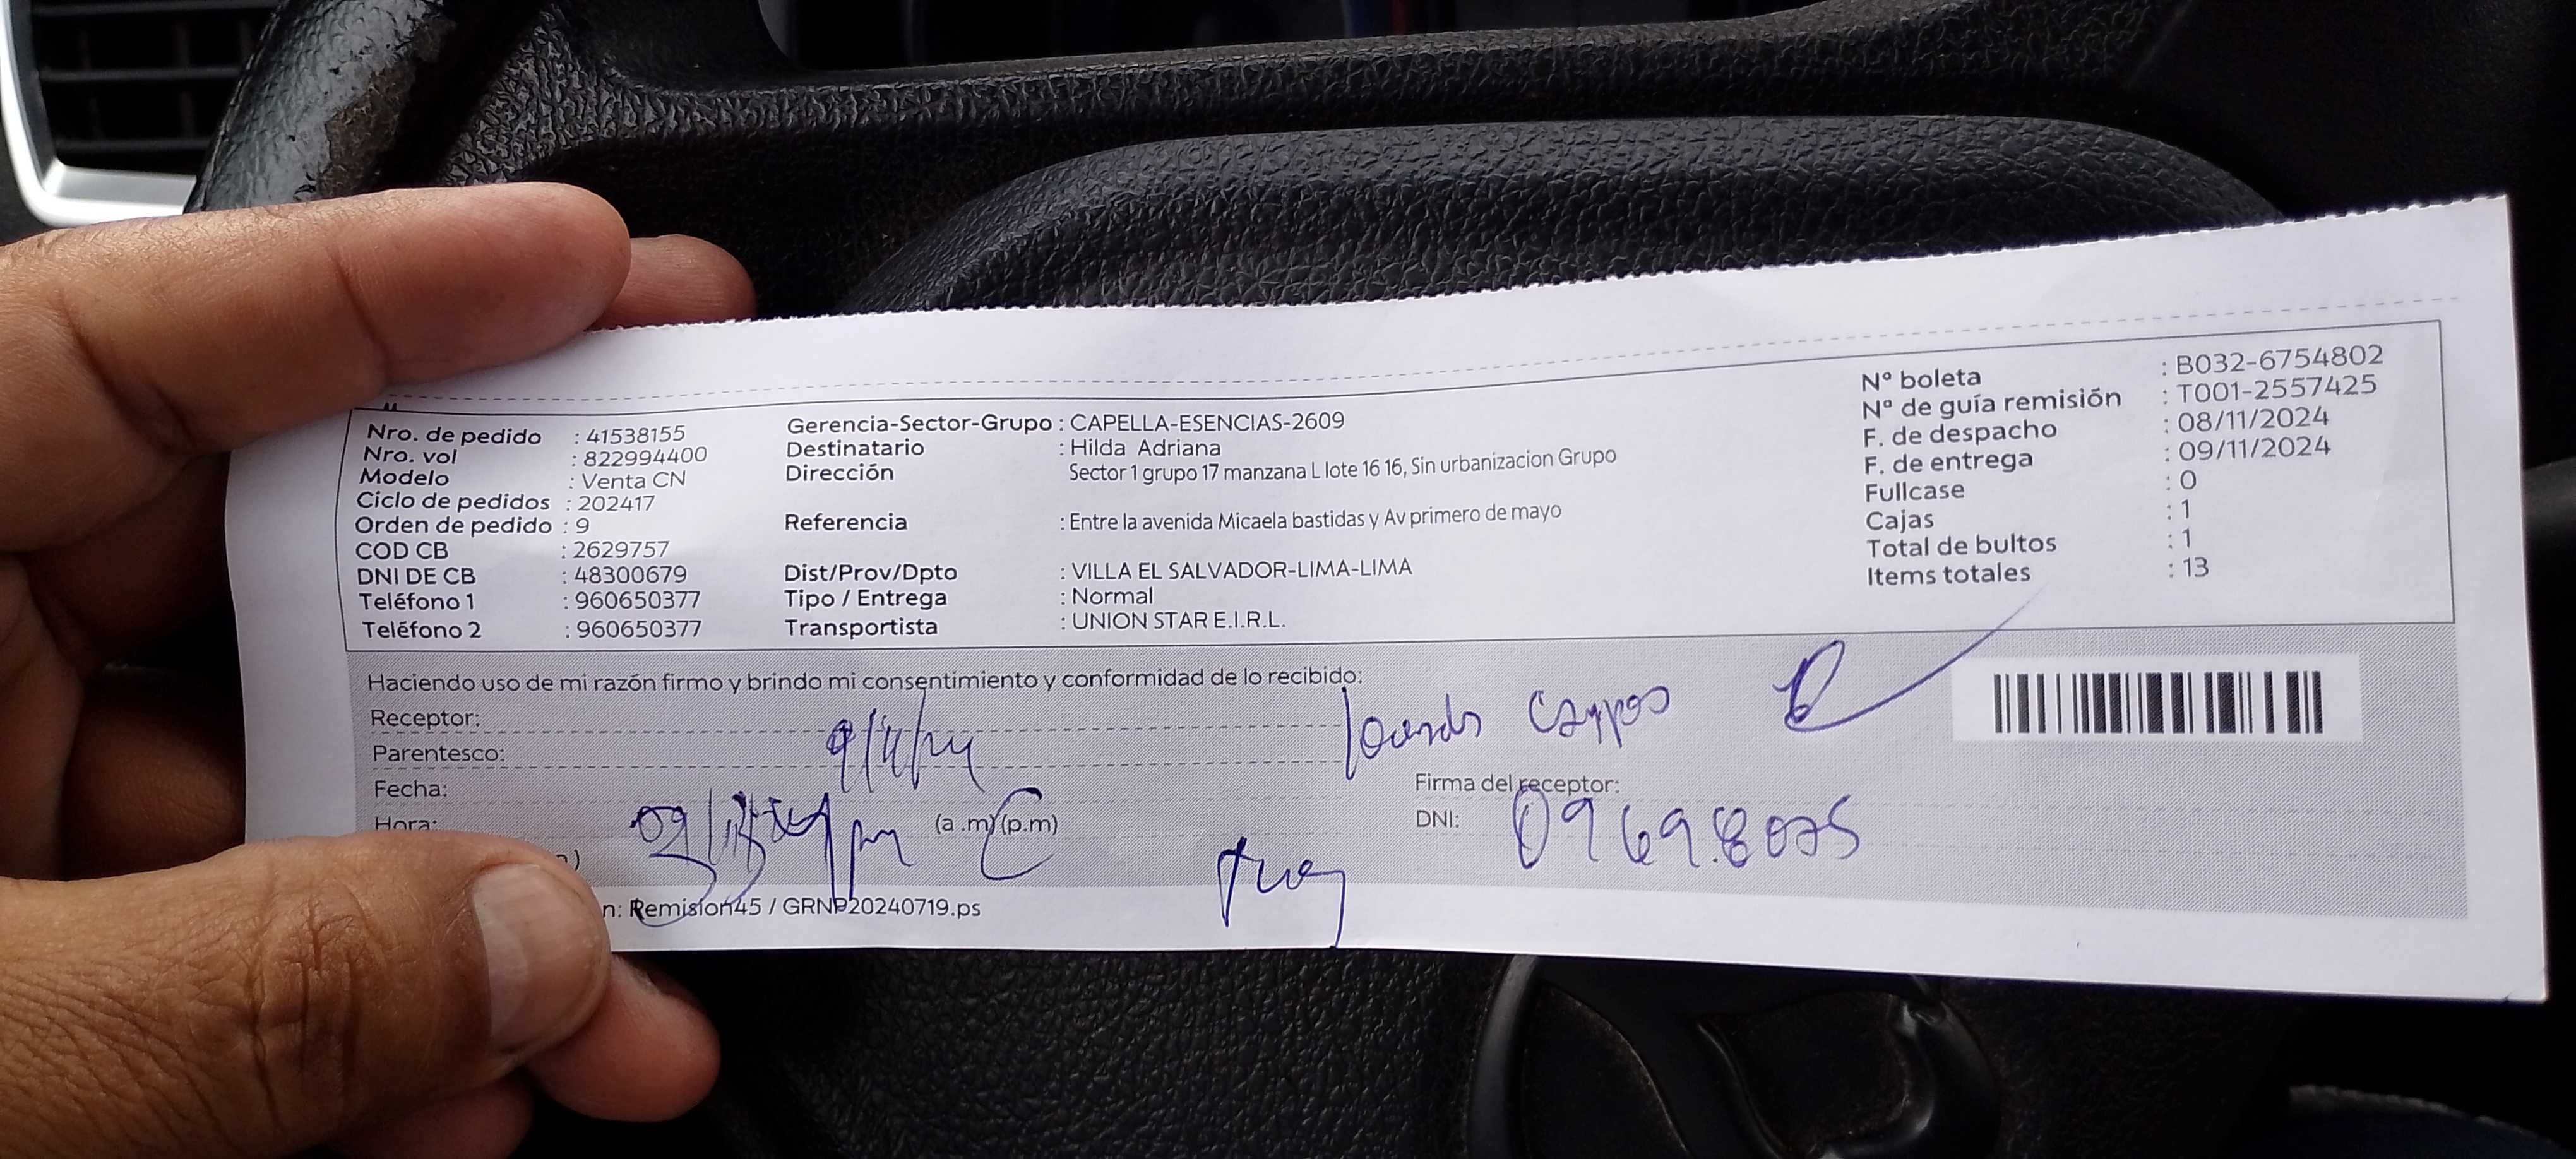 Nro. de pedido : 41538155
Nro. vol : 822994400
Modelo : Venta CN
Ciclo de pedidos : 202417
Orden de pedido : 9
COD CB : 2629757
DNI DE CB : 48300679
Teléfono 1 : 960650377
Teléfono 2 : 960650377
Gerencia-Sector-Grupo : CAPELLA-ESENCIAS-2609
Destinatario : Hilda Adriana
Dirección Sector 1 grupo 17 manzana L lote 16 16, Sin urbanizacion Grupo
Referencia : Entre la avenida Micaela bastidas y Av primero de mayo
Dist/Prov/Dpto : VILLA EL SALVADOR-LIMA-LIMA
Tipo / Entrega : Normal
Transportista : UNION STAR E.I.R.L.
Nº boleta : B032-6754802
Nº de guía remisión : T001-2557425
F. de despacho : 08/11/2024
F. de entrega : 09/11/2024
Fullcase : 0
Cajas : 1
Total de bultos : 1
Items totales : 13
Haciendo uso de mi razón firmo y brindo mi consentimiento y conformidad de lo recibido:
Receptor:
Parentesco:
Fecha:
Hora: (a .m) (p.m)
Campos
Firma del receptor:
DNI:
n: Remision45 / GRNP20240719.ps